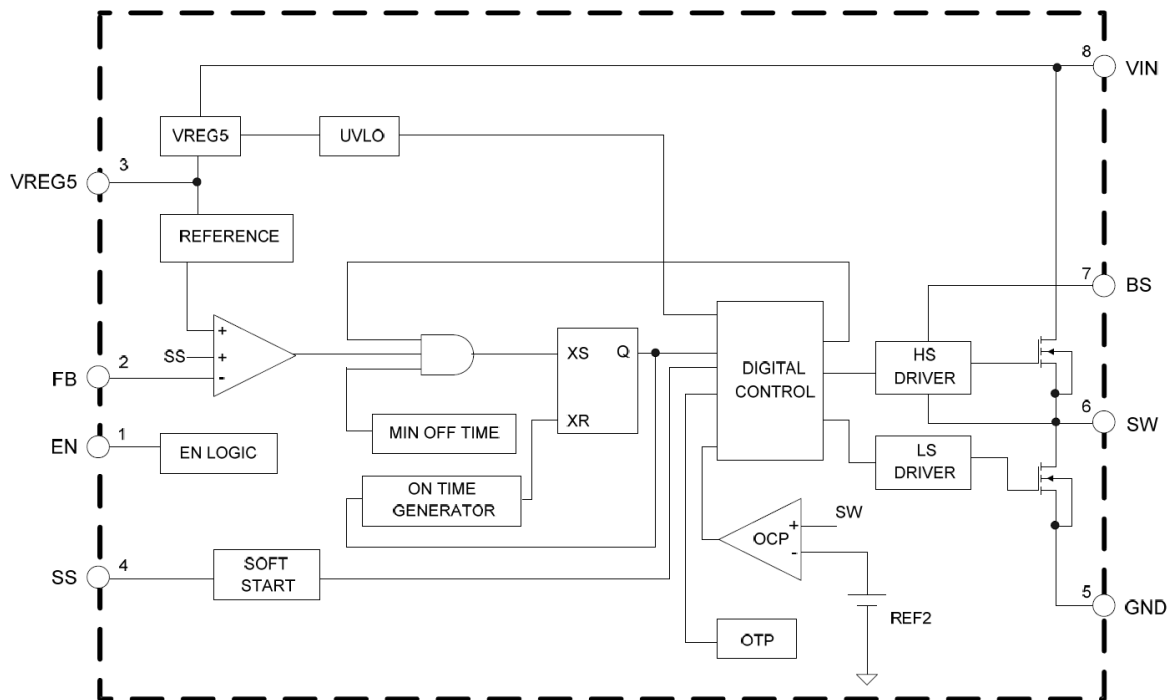 8
VIN
VREG5
UVLO
3
VREG5
REFERENCE
7
BS
+
SS
+
-
2
FB
XS
Q
XR
DIGITAL
CONTROL
HS
DRIVER
6
SW
1
EN
EN LOGIC
MIN OFF TIME
LS
DRIVER
ON TIME
GENERATOR
SW
+
OCP
-
4
SS
SOFT
START
5
GND
REF2
OTP